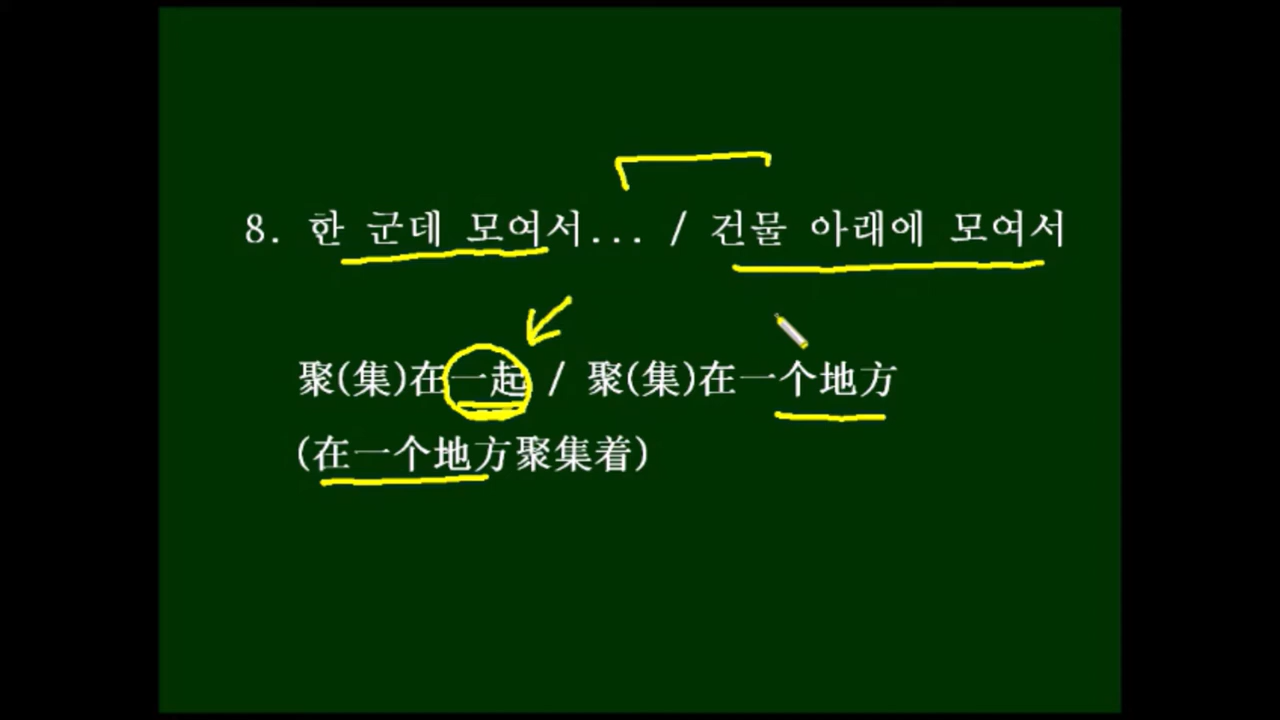 8. 한 군데 모여서... / 건물 아래에 모여서
聚(集)在一起 / 聚(集)在一个地方
(在一个地方聚集着)